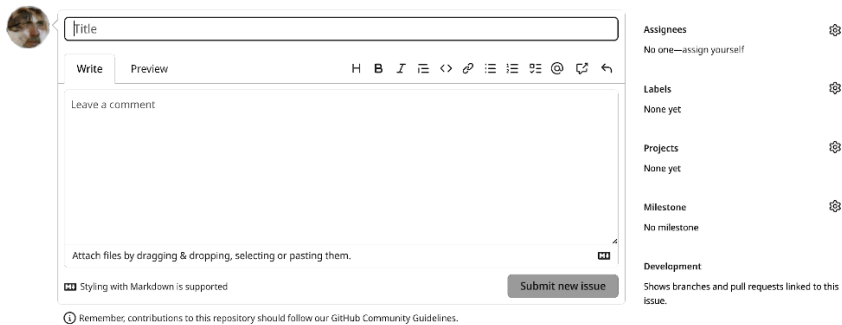 Title
Write
Preview
Leave a comment
Attach files by dragging & dropping, selecting or pasting them.
Styling with Markdown is supported
Submit new issue
Remember, contributions to this repository should follow our GitHub Community Guidelines.
Assignees
No one—assign yourself
Labels
None yet
Projects
None yet
Milestone
No milestone
Development
Shows branches and pull requests linked to this
issue.